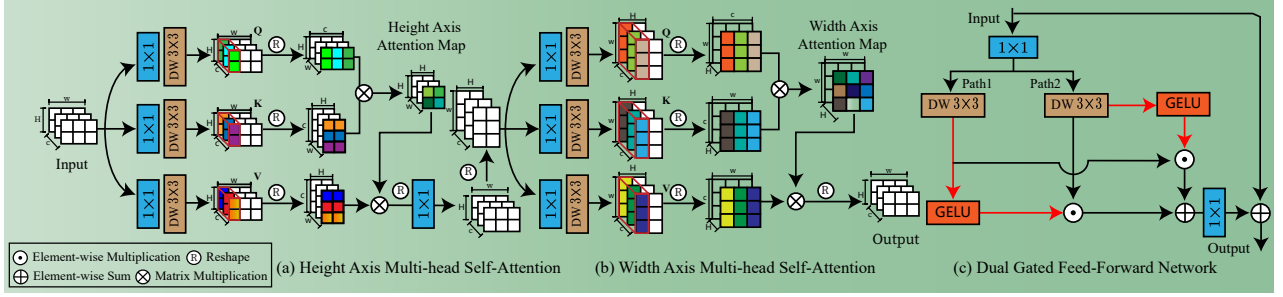 Height Axis
Attention Map
Width Axis
Attention Map
Input
1×1
Path1
Path2
DW 3×3
DW 3×3
GELU
GELU
1×1
Output
1×1
DW 3×3
Q
R
H
w
c
H
w
c
1×1
DW 3×3
K
R
H
w
c
c
H
w
1×1
DW 3×3
V
R
H
w
c
c
H
w
w
H
c
Input
H
H
w
R
1×1
R
H
w
c
H
w
c
1×1
DW 3×3
Q
R
H
w
c
c
w
H
1×1
DW 3×3
K
R
H
w
c
w
c
H
1×1
DW 3×3
V
R
H
w
c
w
c
H
w
w
H
R
w
H
c
Output
Element-wise Multiplication
R Reshape
Element-wise Sum
Matrix Multiplication
(a) Height Axis Multi-head Self-Attention
(b) Width Axis Multi-head Self-Attention
(c) Dual Gated Feed-Forward Network